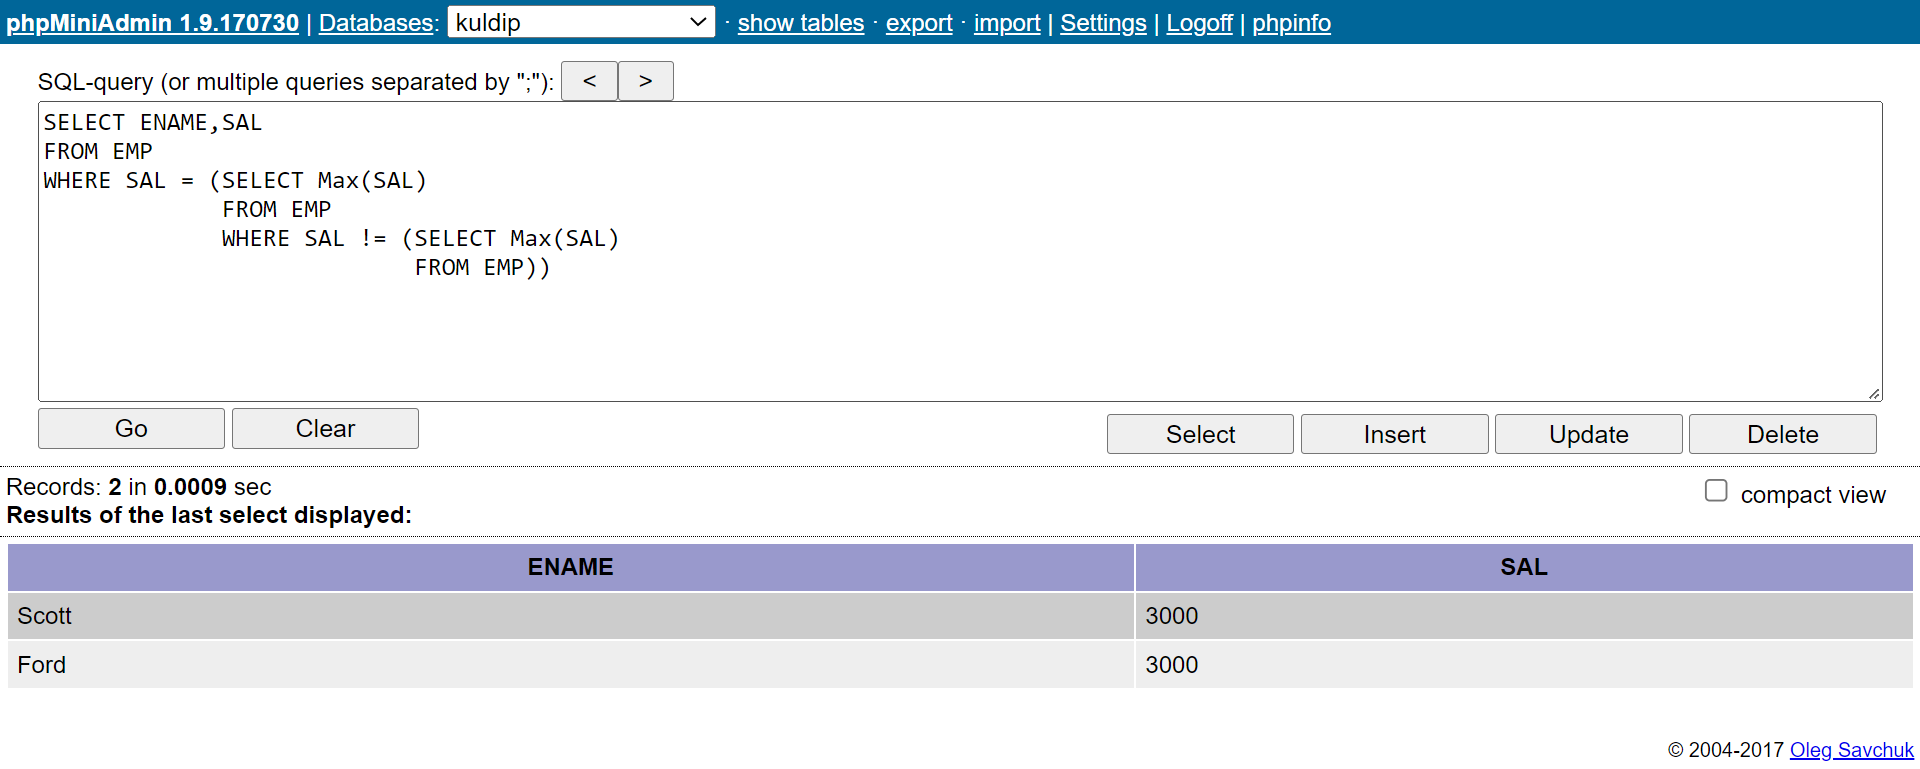 phpMiniAdmin 1.9.170730 | Databases: kuldip · show tables · export · import | Settings | Logoff | phpinfo
SQL-query (or multiple queries separated by ";"): < >
SELECT ENAME,SAL
FROM EMP
WHERE SAL = (SELECT Max(SAL)
FROM EMP
WHERE SAL != (SELECT Max(SAL)
FROM EMP))
Go Clear Select Insert Update Delete
Records: 2 in 0.0009 sec compact view
Results of the last select displayed:
ENAME SAL
Scott 3000
Ford 3000
© 2004-2017 Oleg Savchuk